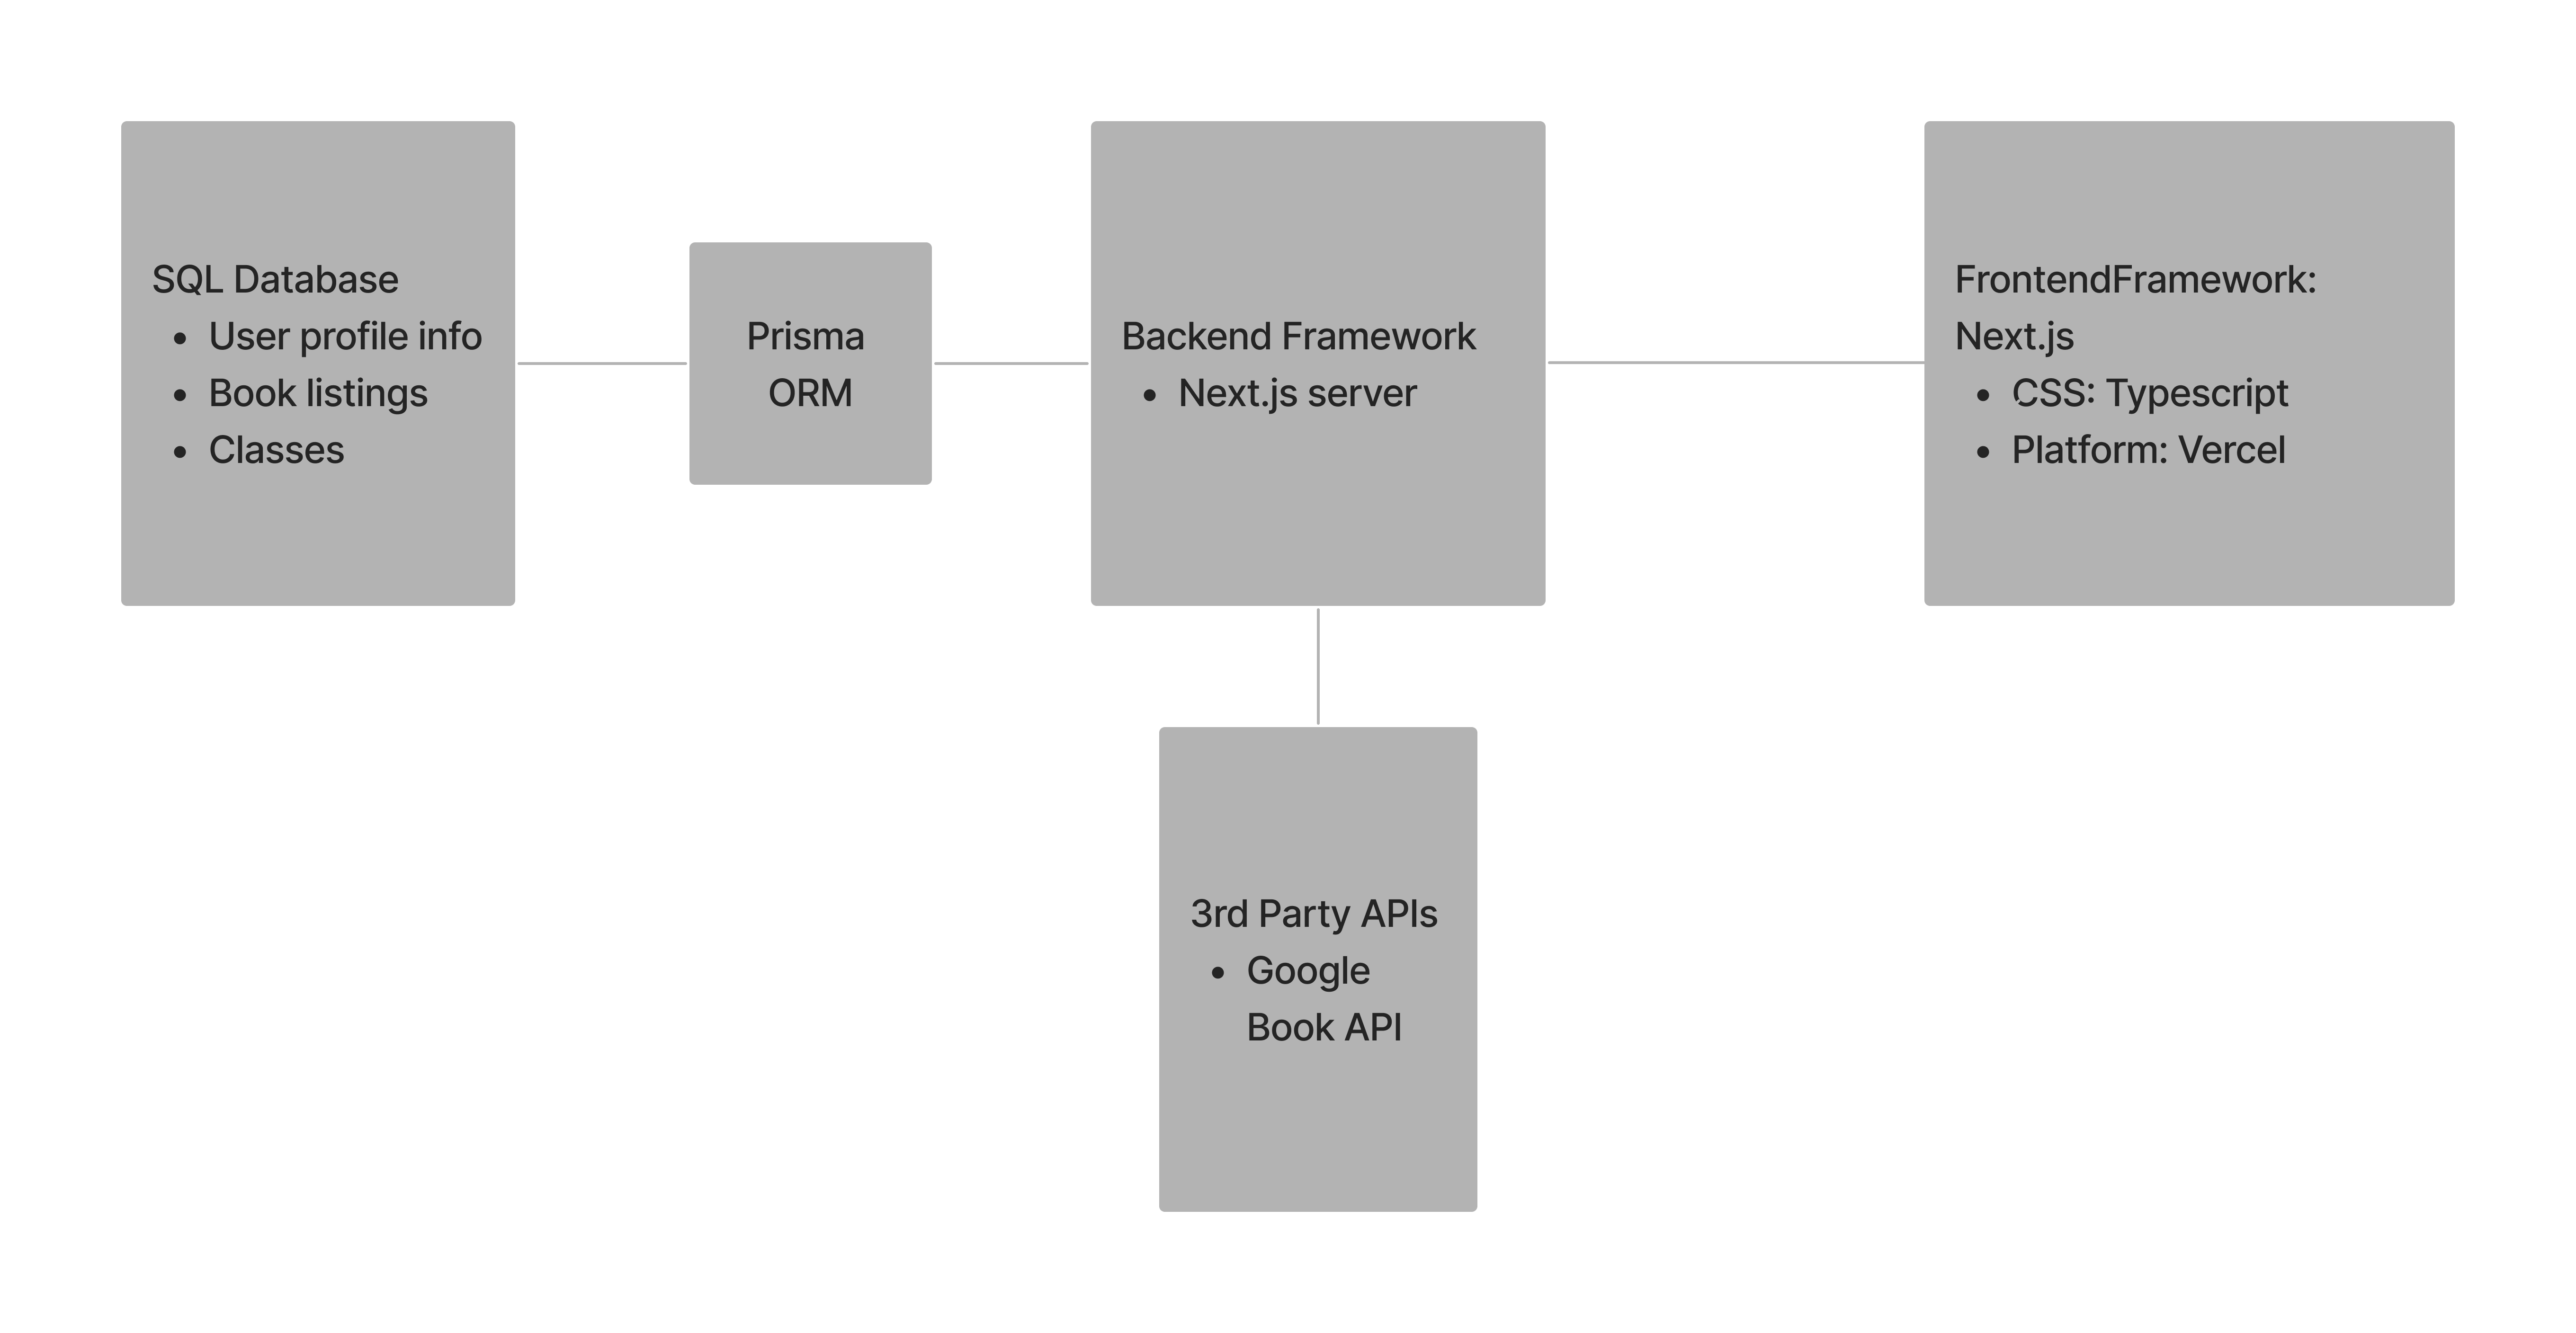 SQL Database
• User profile info
• Book listings
• Classes
Prisma
ORM
Backend Framework
• Next.js server
FrontendFramework:
Next.js
• CSS: Typescript
• Platform: Vercel
3rd Party APIs
• Google
Book API